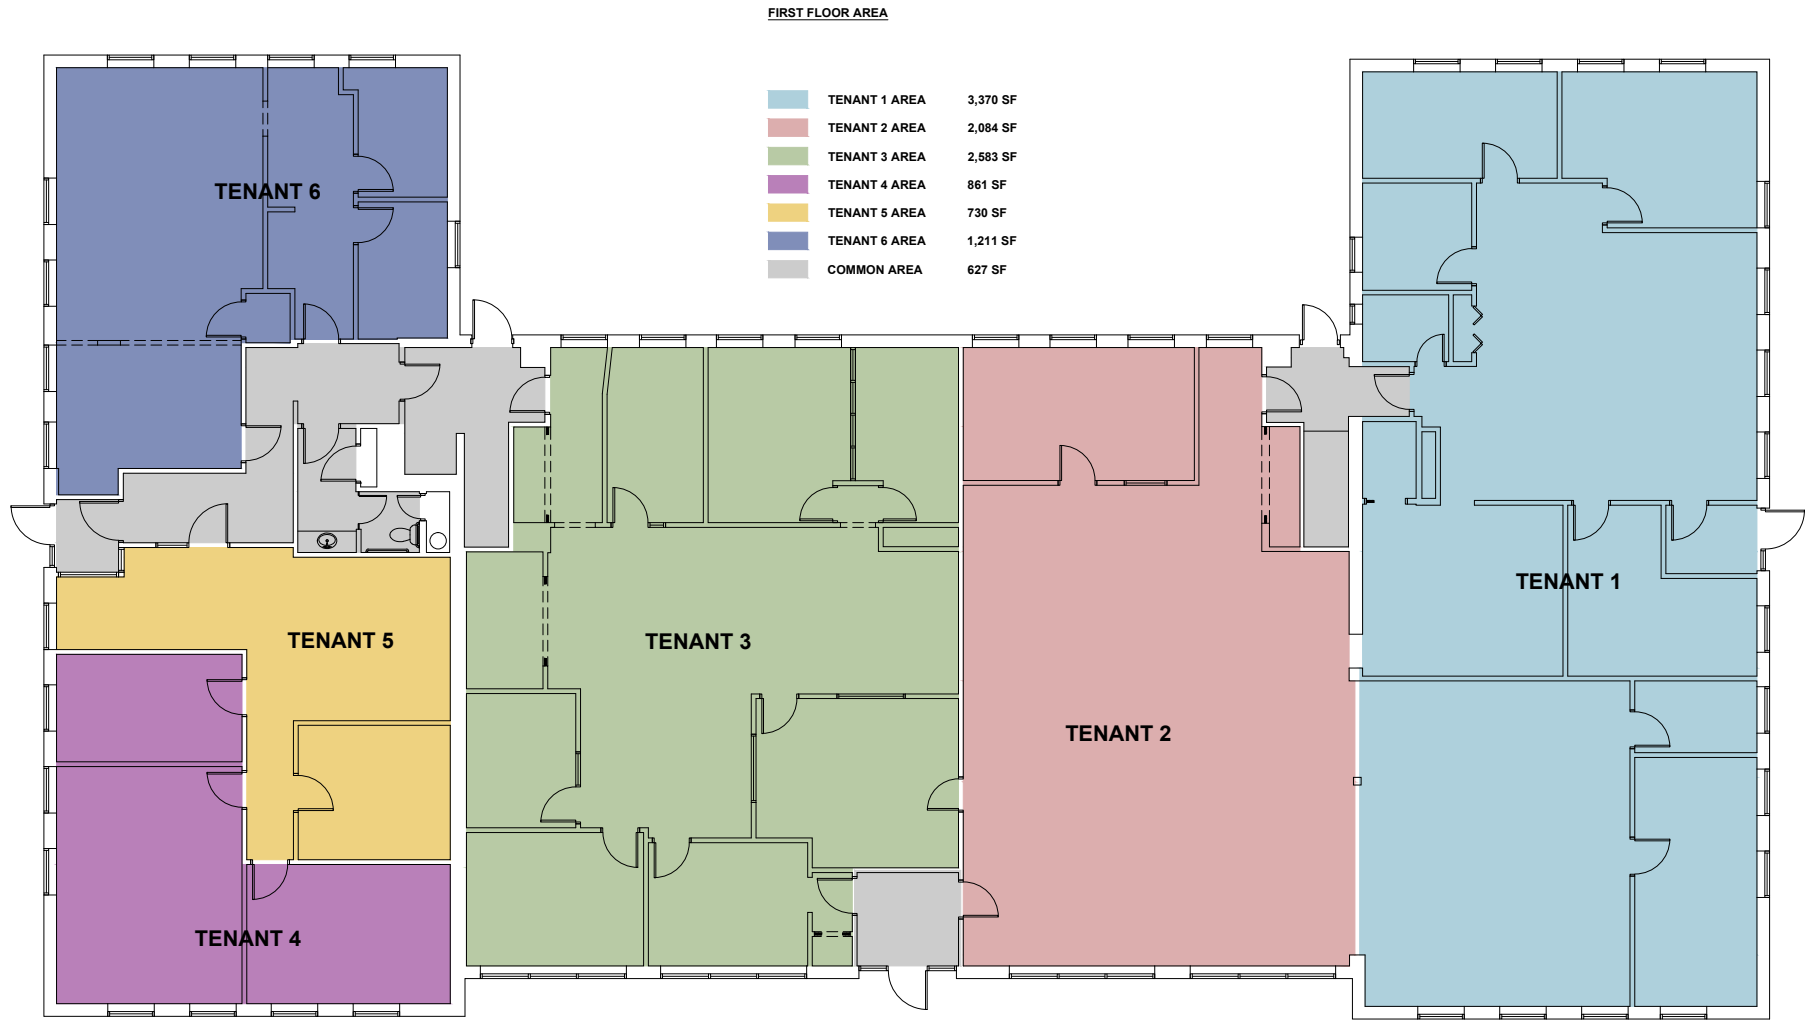 FIRST FLOOR AREA
TENANT 1 AREA 3,370 SF
TENANT 2 AREA 2,084 SF
TENANT 3 AREA 2,583 SF
TENANT 4 AREA 861 SF
TENANT 5 AREA 730 SF
TENANT 6 AREA 1,211 SF
COMMON AREA 627 SF
TENANT 6
TENANT 1
TENANT 5
TENANT 3
TENANT 2
TENANT 4